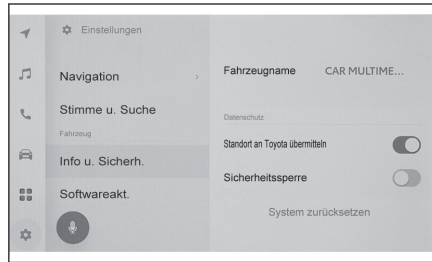 Einstellungen
Navigation
Stimme u. Suche
Fahrzeug
Info u. Sicherh.
Softwareakt.
Fahrzeugname CAR MULTIME...
Datenschutz
Standort an Toyota übermitteln
Sicherheitssperre
System zurücksetzen